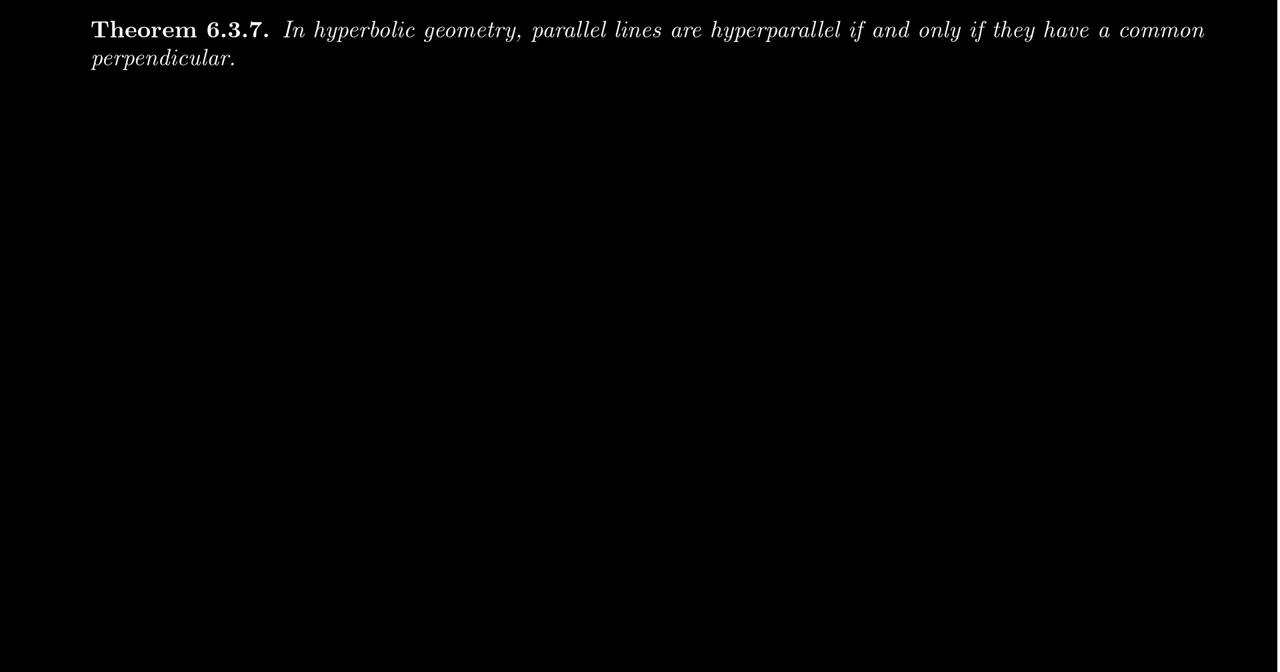 Theorem 6.3.7. In hyperbolic geometry, parallel lines are hyperparallel if and only if they have a common
perpendicular.